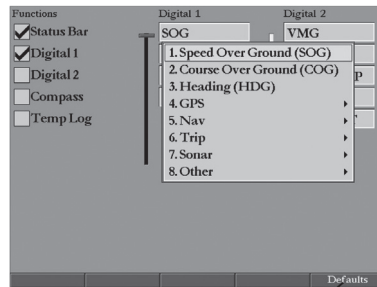 Functions Digital 1 Digital 2
Status Bar SOG VMG
Digital 1
Digital 2 P
Compass
Temp Log
1. Speed Over Ground (SOG)
2. Course Over Ground (COG)
3. Heading (HDG)
4. GPS
5. Nav
6. Trip
7. Sonar
8. Other
Defaults